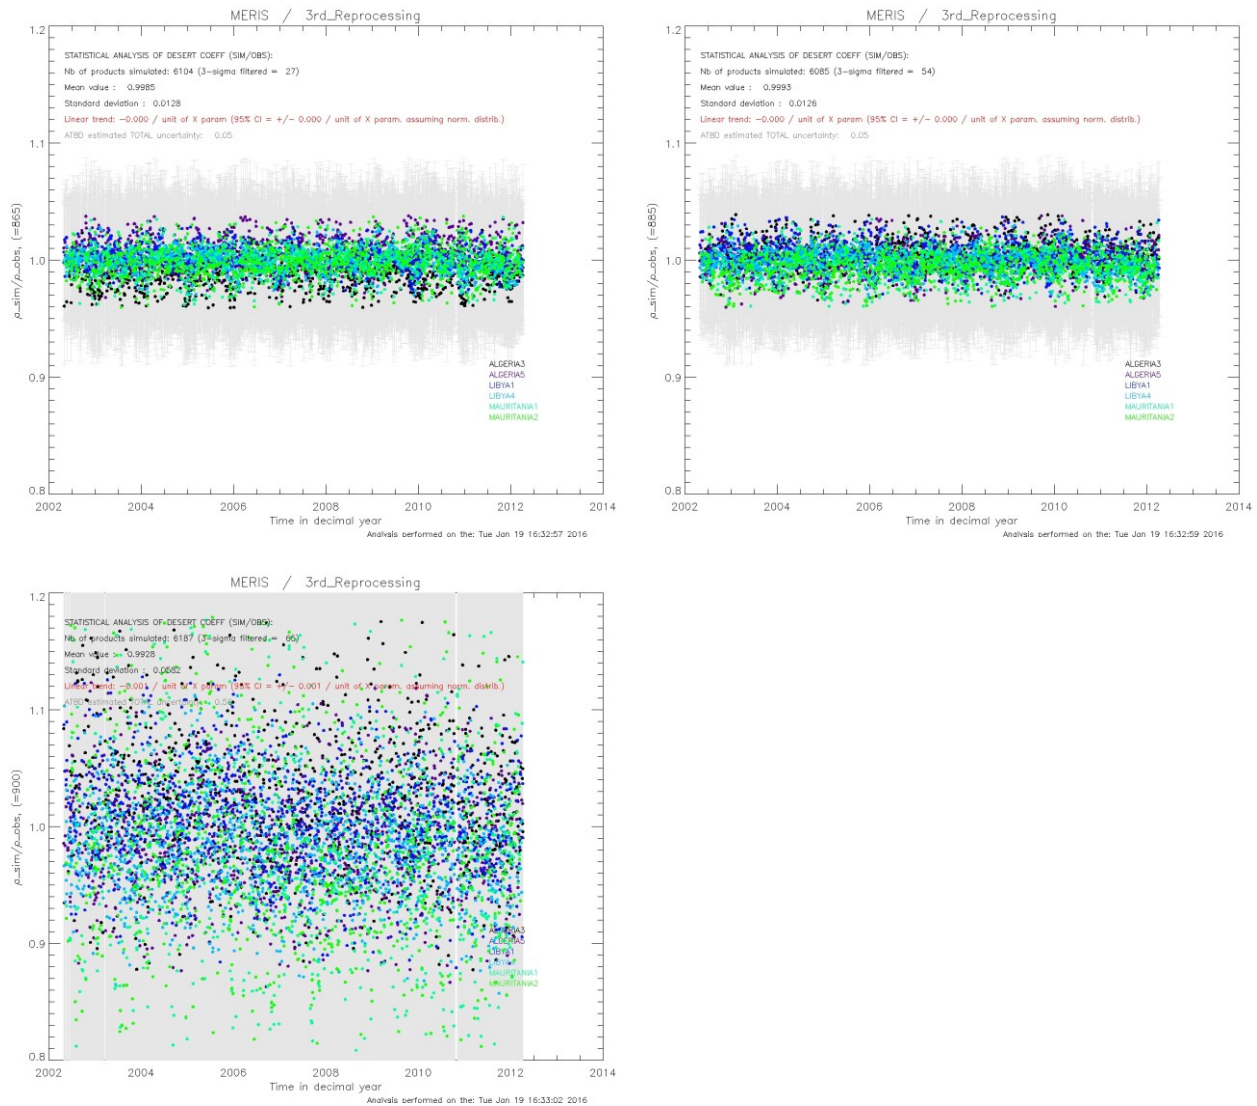 MERIS / 3rd_Reprocessing
1.2
STATISTICAL ANALYSIS OF DESERT COEFF (SIM/OBS):
Nb of products simulated: 6104 (3-sigma filtered = 27)
Mean value : 0.9985
Standard deviation : 0.0128
Linear trend: -0.000 / unit of X param (95% CI = +/- 0.000 / unit of X param. assuming norm. distrib.)
ATBD estimated TOTAL uncertainty: 0.05
1.1
1.0
0.9
0.8
ρ_sim/ρ_obs, (=865)
ALGERIA3
ALGERIA5
LIBYA1
LIBYA4
MAURITANIA1
MAURITANIA2
2002 2004 2006 2008 2010 2012 2014
Time in decimal year
Analysis performed on the: Tue Jan 19 16:32:57 2016
MERIS / 3rd_Reprocessing
1.2
STATISTICAL ANALYSIS OF DESERT COEFF (SIM/OBS):
Nb of products simulated: 6085 (3-sigma filtered = 54)
Mean value : 0.9993
Standard deviation : 0.0126
Linear trend: -0.000 / unit of X param (95% CI = +/- 0.000 / unit of X param. assuming norm. distrib.)
ATBD estimated TOTAL uncertainty: 0.05
1.1
1.0
0.9
0.8
ρ_sim/ρ_obs, (=885)
ALGERIA3
ALGERIA5
LIBYA1
LIBYA4
MAURITANIA1
MAURITANIA2
2002 2004 2006 2008 2010 2012 2014
Time in decimal year
Analysis performed on the: Tue Jan 19 16:32:59 2016
MERIS / 3rd_Reprocessing
1.2
STATISTICAL ANALYSIS OF DESERT COEFF (SIM/OBS):
Nb of products simulated: 6187 (3-sigma filtered =
Mean value : 0.9928
Standard deviation : 0.0582
Linear trend: -0.001 / unit of X param (95% CI = +/- 0.001 / unit of X param. assuming norm. distrib.)
ATBD estimated TOTAL uncertainty:
1.1
1.0
0.9
0.8
ρ_sim/ρ_obs, (=900)
ALGERIA3
ALGERIA5
LIBYA1
LIBYA4
MAURITANIA1
MAURITANIA2
2002 2004 2006 2008 2010 2012 2014
Time in decimal year
Analysis performed on the: Tue Jan 19 16:33:02 2016